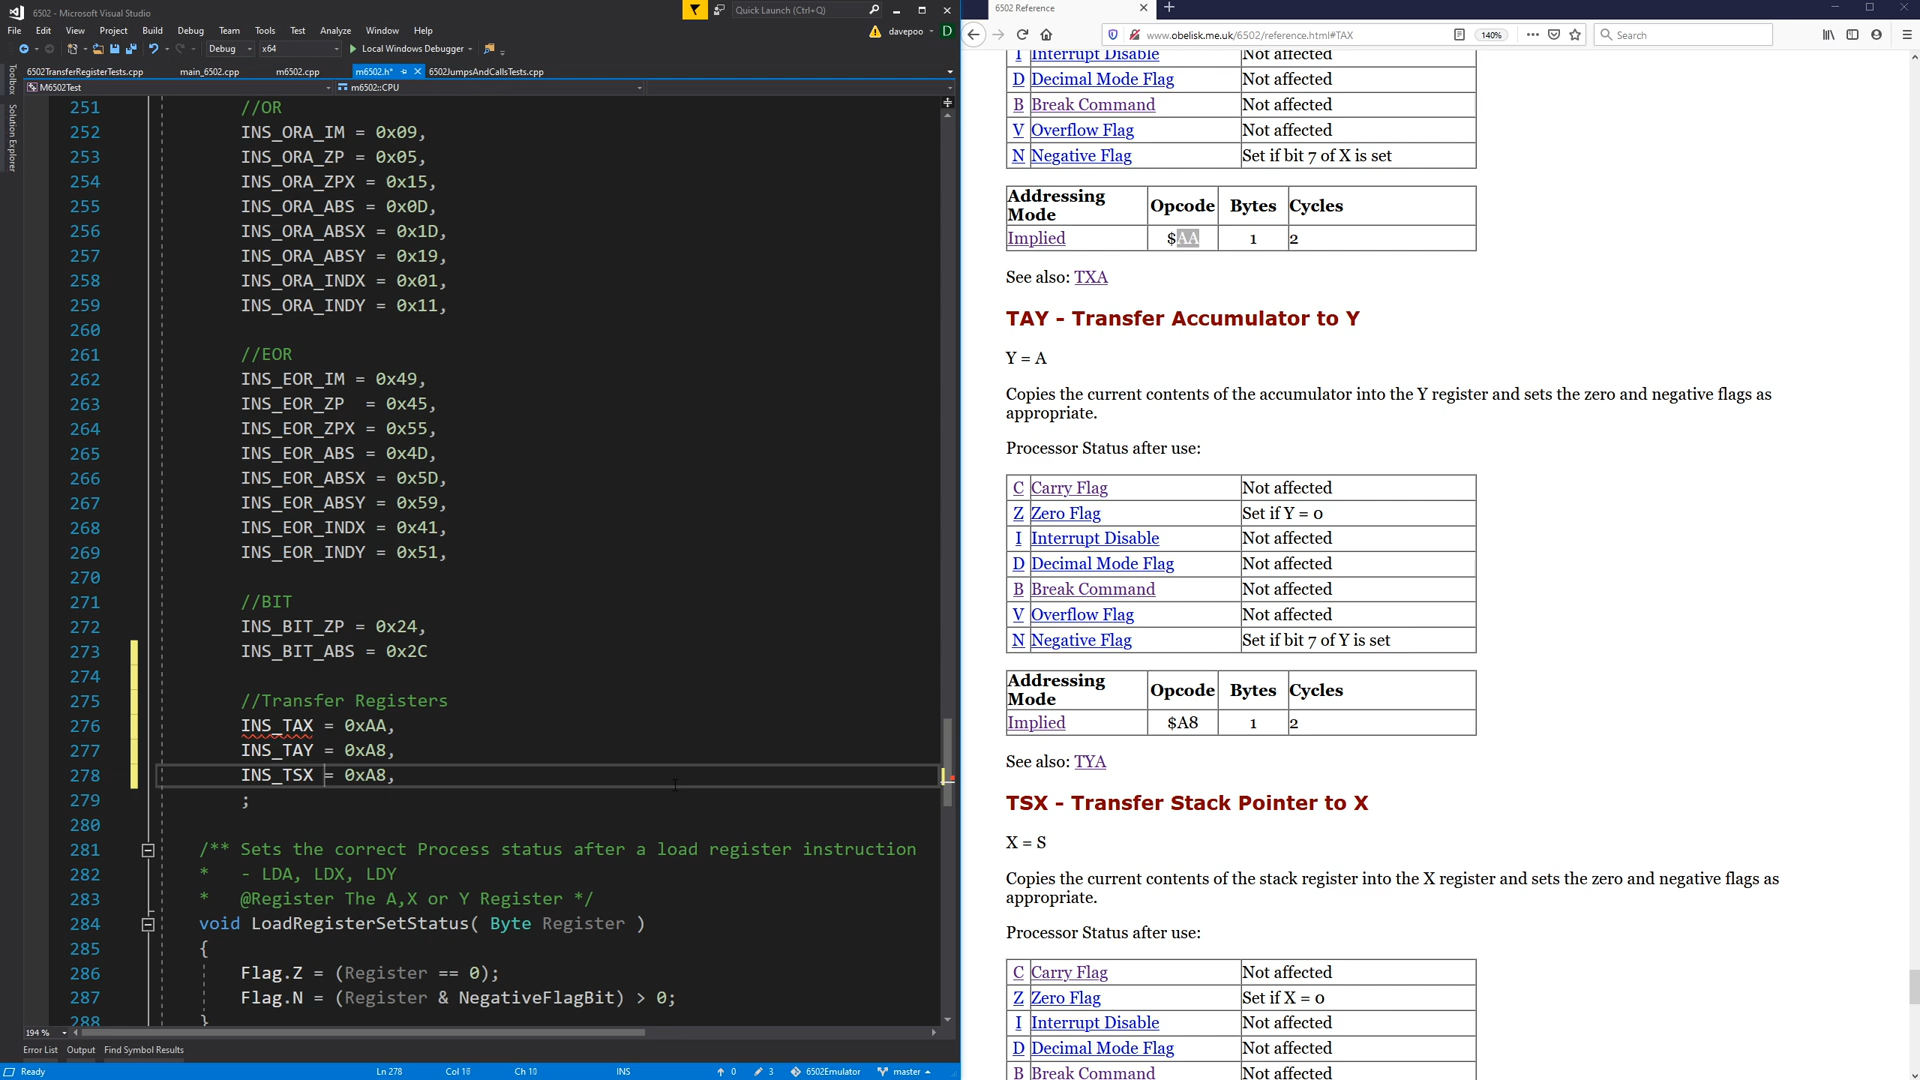 6502 - Microsoft Visual Studio
Quick Launch (Ctrl+Q)
File Edit View Project Build Debug Team Tools Test Analyze Window Help
davepoo D
Debug x64 Local Windows Debugger
6502TransferRegisterTests.cpp main_6502.cpp m6502.cpp m6502.h* 6502JumpsAndCallsTests.cpp
M6502Test m6502::CPU
Toolbox
Solution Explorer
251 //OR
252 INS_ORA_IM = 0x09,
253 INS_ORA_ZP = 0x05,
254 INS_ORA_ZPX = 0x15,
255 INS_ORA_ABS = 0x0D,
256 INS_ORA_ABSX = 0x1D,
257 INS_ORA_ABSY = 0x19,
258 INS_ORA_INDX = 0x01,
259 INS_ORA_INDY = 0x11,
260
261 //EOR
262 INS_EOR_IM = 0x49,
263 INS_EOR_ZP  = 0x45,
264 INS_EOR_ZPX = 0x55,
265 INS_EOR_ABS = 0x4D,
266 INS_EOR_ABSX = 0x5D,
267 INS_EOR_ABSY = 0x59,
268 INS_EOR_INDX = 0x41,
269 INS_EOR_INDY = 0x51,
270
271 //BIT
272 INS_BIT_ZP = 0x24,
273 INS_BIT_ABS = 0x2C
274
275 //Transfer Registers
276 INS_TAX = 0xAA,
277 INS_TAY = 0xA8,
278 INS_TSX = 0xA8,
279 ;
280
281 /** Sets the correct Process status after a load register instruction
282 * - LDA, LDX, LDY
283 * @Register The A,X or Y Register */
284 void LoadRegisterSetStatus( Byte Register )
285 {
286 Flag.Z = (Register == 0);
287 Flag.N = (Register & NegativeFlagBit) > 0;
288 }
194 %
Error List Output Find Symbol Results
Ready Ln 278 Col 18 Ch 10 INS 0 3 6502Emulator master
6502 Reference
www.obelisk.me.uk/6502/reference.html#TAX 140% Search
I Interrupt Disable Not affected
D Decimal Mode Flag Not affected
B Break Command Not affected
V Overflow Flag Not affected
N Negative Flag Set if bit 7 of X is set
Addressing Mode Opcode Bytes Cycles
Implied $AA 1 2
See also: TXA
TAY - Transfer Accumulator to Y
Y = A
Copies the current contents of the accumulator into the Y register and sets the zero and negative flags as
appropriate.
Processor Status after use:
C Carry Flag Not affected
Z Zero Flag Set if Y = 0
I Interrupt Disable Not affected
D Decimal Mode Flag Not affected
B Break Command Not affected
V Overflow Flag Not affected
N Negative Flag Set if bit 7 of Y is set
Addressing Mode Opcode Bytes Cycles
Implied $A8 1 2
See also: TYA
TSX - Transfer Stack Pointer to X
X = S
Copies the current contents of the stack register into the X register and sets the zero and negative flags as
appropriate.
Processor Status after use:
C Carry Flag Not affected
Z Zero Flag Set if X = 0
I Interrupt Disable Not affected
D Decimal Mode Flag Not affected
B Break Command Not affected